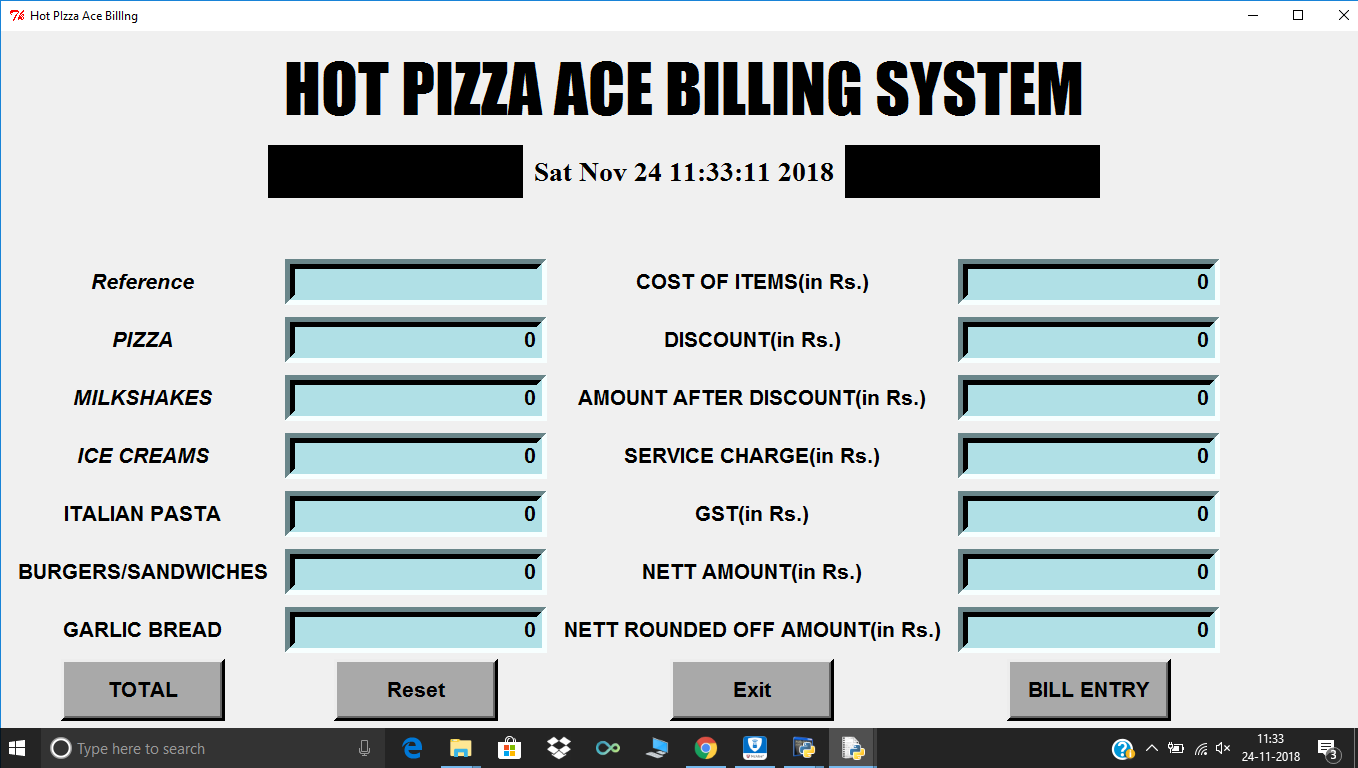 Hot PIzza Ace BillIng
HOT PIZZA ACE BILLING SYSTEM
Sat Nov 24 11:33:11 2018
Reference COST OF ITEMS(in Rs.) 0
PIZZA 0 DISCOUNT(in Rs.) 0
MILKSHAKES 0 AMOUNT AFTER DISCOUNT(in Rs.) 0
ICE CREAMS 0 SERVICE CHARGE(in Rs.) 0
ITALIAN PASTA 0 GST(in Rs.) 0
BURGERS/SANDWICHES 0 NETT AMOUNT(in Rs.) 0
GARLIC BREAD 0 NETT ROUNDED OFF AMOUNT(in Rs.) 0
TOTAL Reset Exit BILL ENTRY
Type here to search
11:33
24-11-2018
3